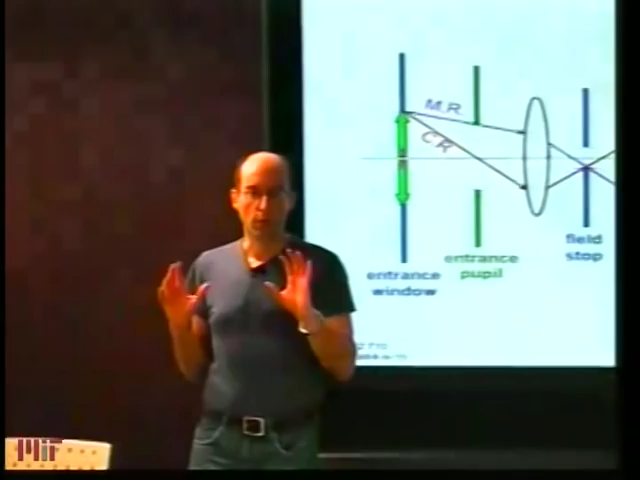 M.R.
C.R
entrance
window
entrance
pupil
field
stop
MIT